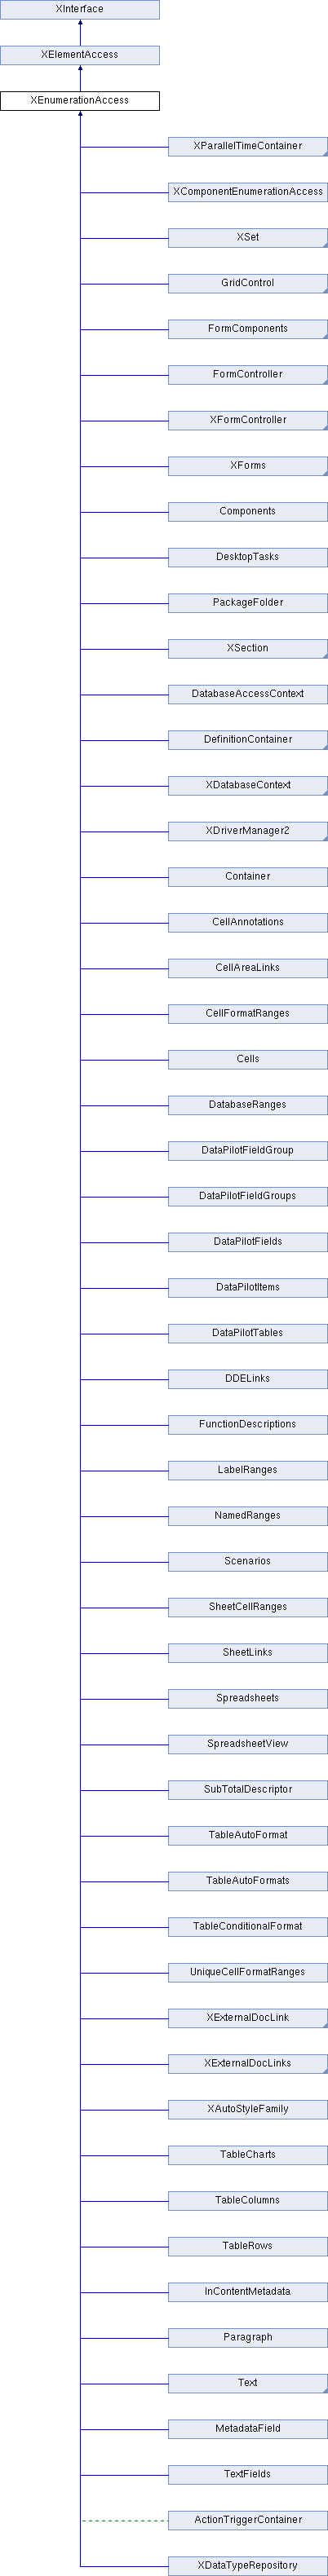 XInterface
XElementAccess
XEnumerationAccess
XParallelTimeContainer
XComponentEnumerationAccess
XSet
GridControl
FormComponents
FormController
XFormController
XForms
Components
DesktopTasks
PackageFolder
XSection
DatabaseAccessContext
DefinitionContainer
XDatabaseContext
XDriverManager2
Container
CellAnnotations
CellAreaLinks
CellFormatRanges
Cells
DatabaseRanges
DataPilotFieldGroup
DataPilotFieldGroups
DataPilotFields
DataPilotItems
DataPilotTables
DDELinks
FunctionDescriptions
LabelRanges
NamedRanges
Scenarios
SheetCellRanges
SheetLinks
Spreadsheets
SpreadsheetView
SubTotalDescriptor
TableAutoFormat
TableAutoFormats
TableConditionalFormat
UniqueCellFormatRanges
XExternalDocLink
XExternalDocLinks
XAutoStyleFamily
TableCharts
TableColumns
TableRows
InContentMetadata
Paragraph
Text
MetadataField
TextFields
ActionTriggerContainer
XDataTypeRepository